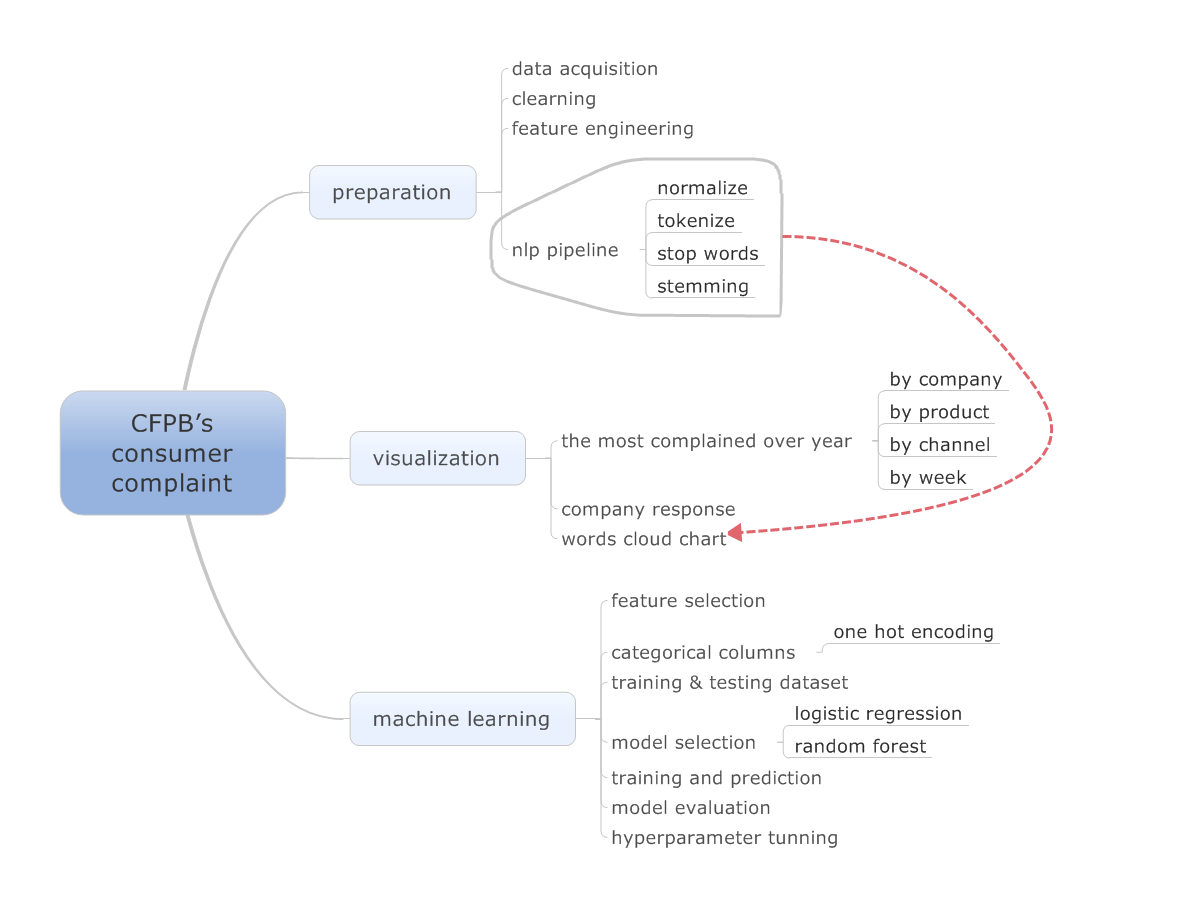 CFPB’s
consumer
complaint
preparation
data acquisition
clearning
feature engineering
nlp pipeline
normalize
tokenize
stop words
stemming
visualization
the most complained over year
by company
by product
by channel
by week
company response
words cloud chart
machine learning
feature selection
categorical columns
one hot encoding
training & testing dataset
model selection
logistic regression
random forest
training and prediction
model evaluation
hyperparameter tunning